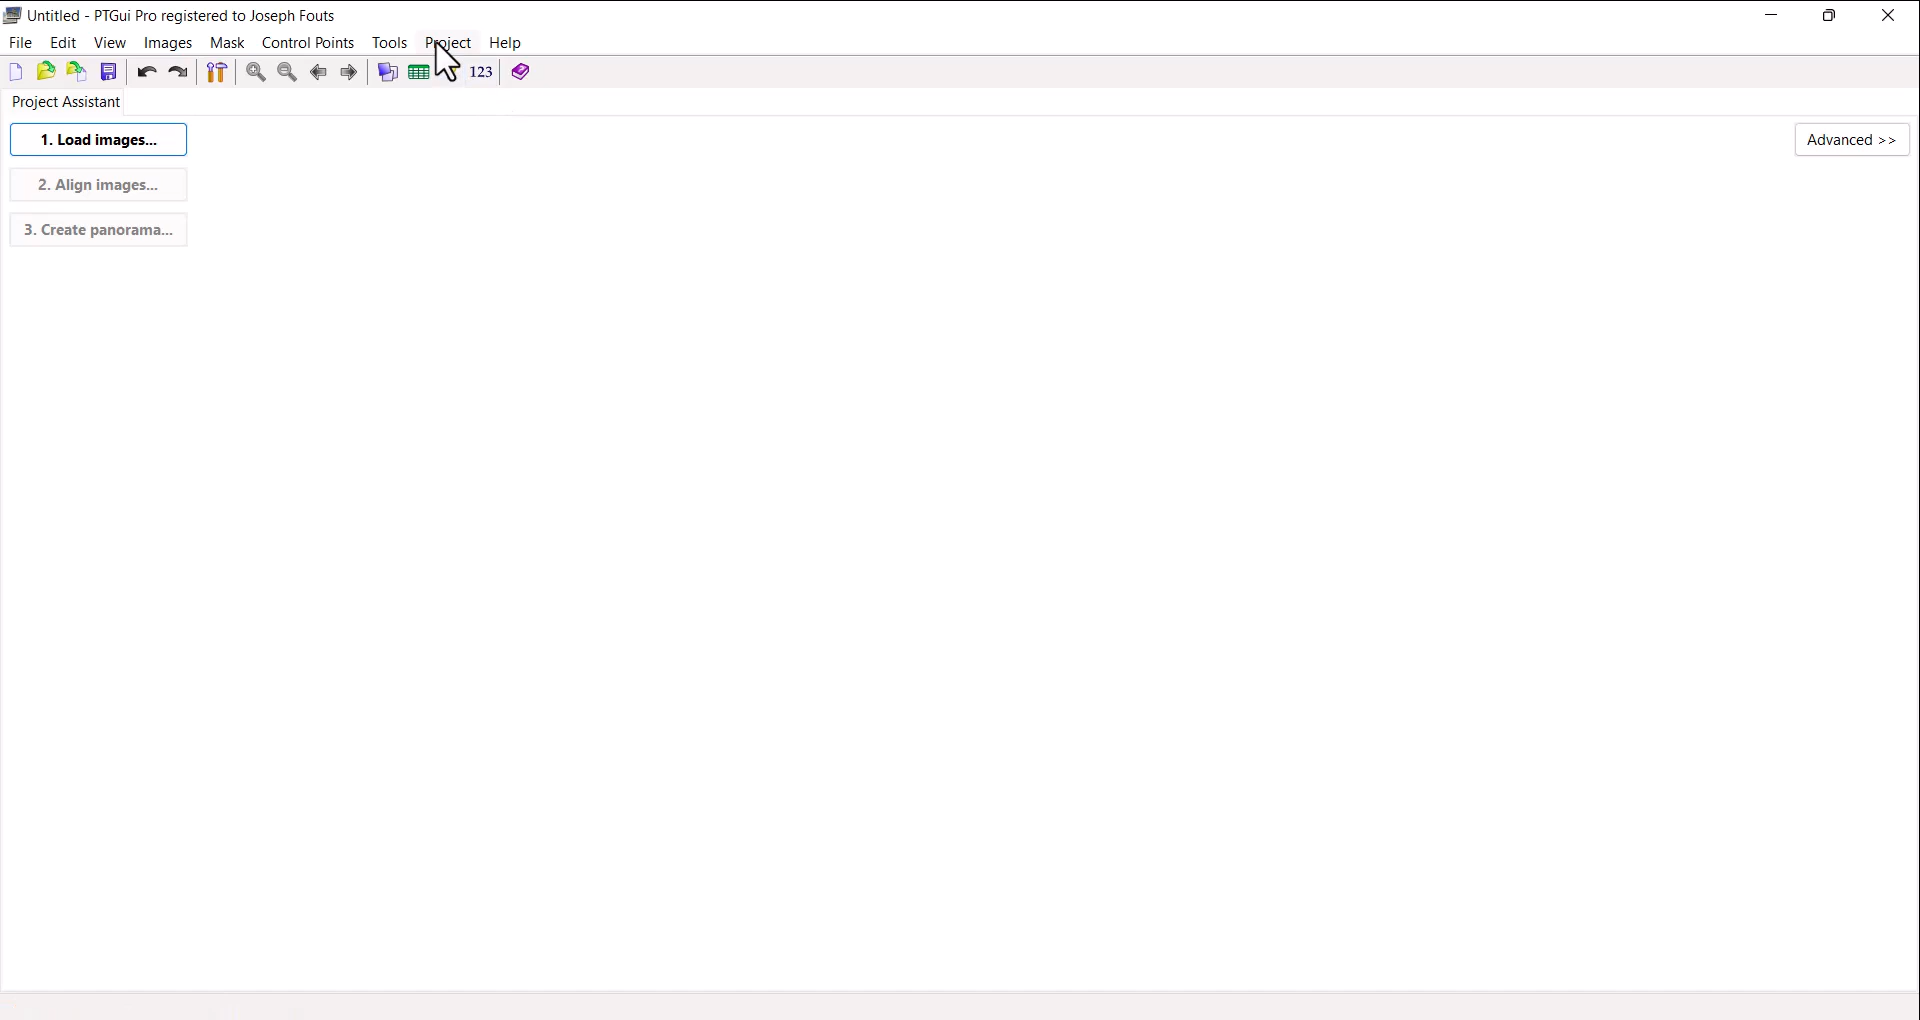 Untitled - PTGui Pro registered to Joseph Fouts
File Edit View Images Mask Control Points Tools Project Help
123
Project Assistant
1. Load images...
Advanced >>
2. Align images...
3. Create panorama...